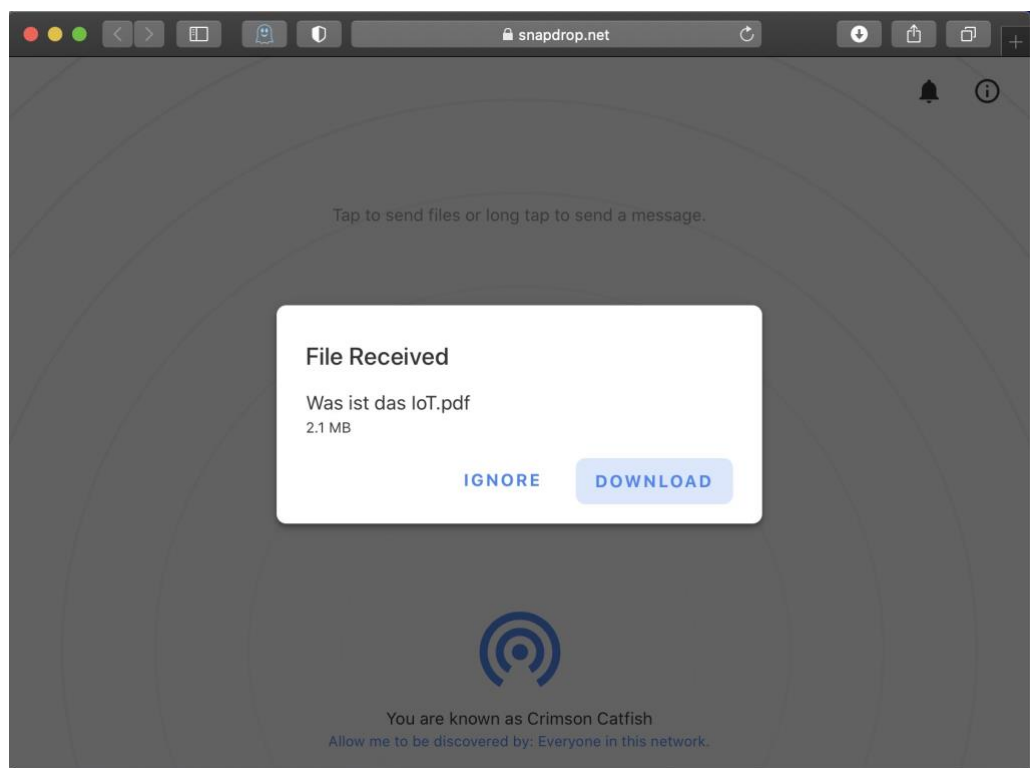 snapdrop.net
Tap to send files or long tap to send a message.
File Received
Was ist das IoT.pdf
2.1 MB
IGNORE
DOWNLOAD
You are known as Crimson Catfish
Allow me to be discovered by: Everyone in this network.